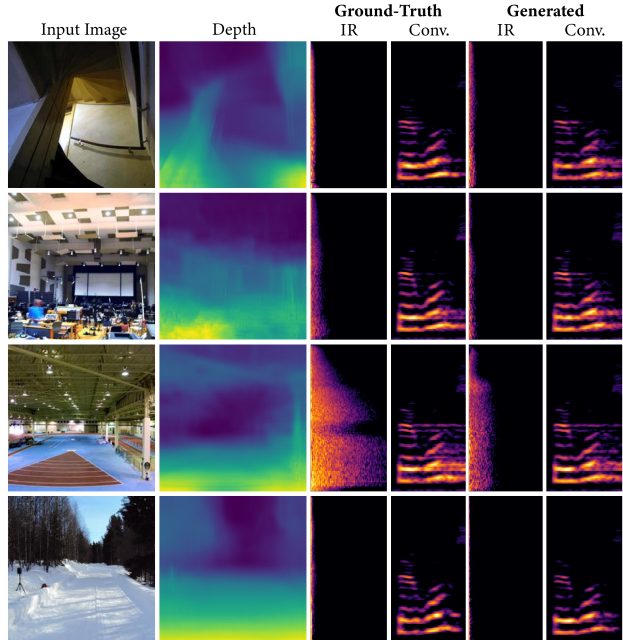 Ground-Truth Generated
Input Image Depth IR Conv. IR Conv.